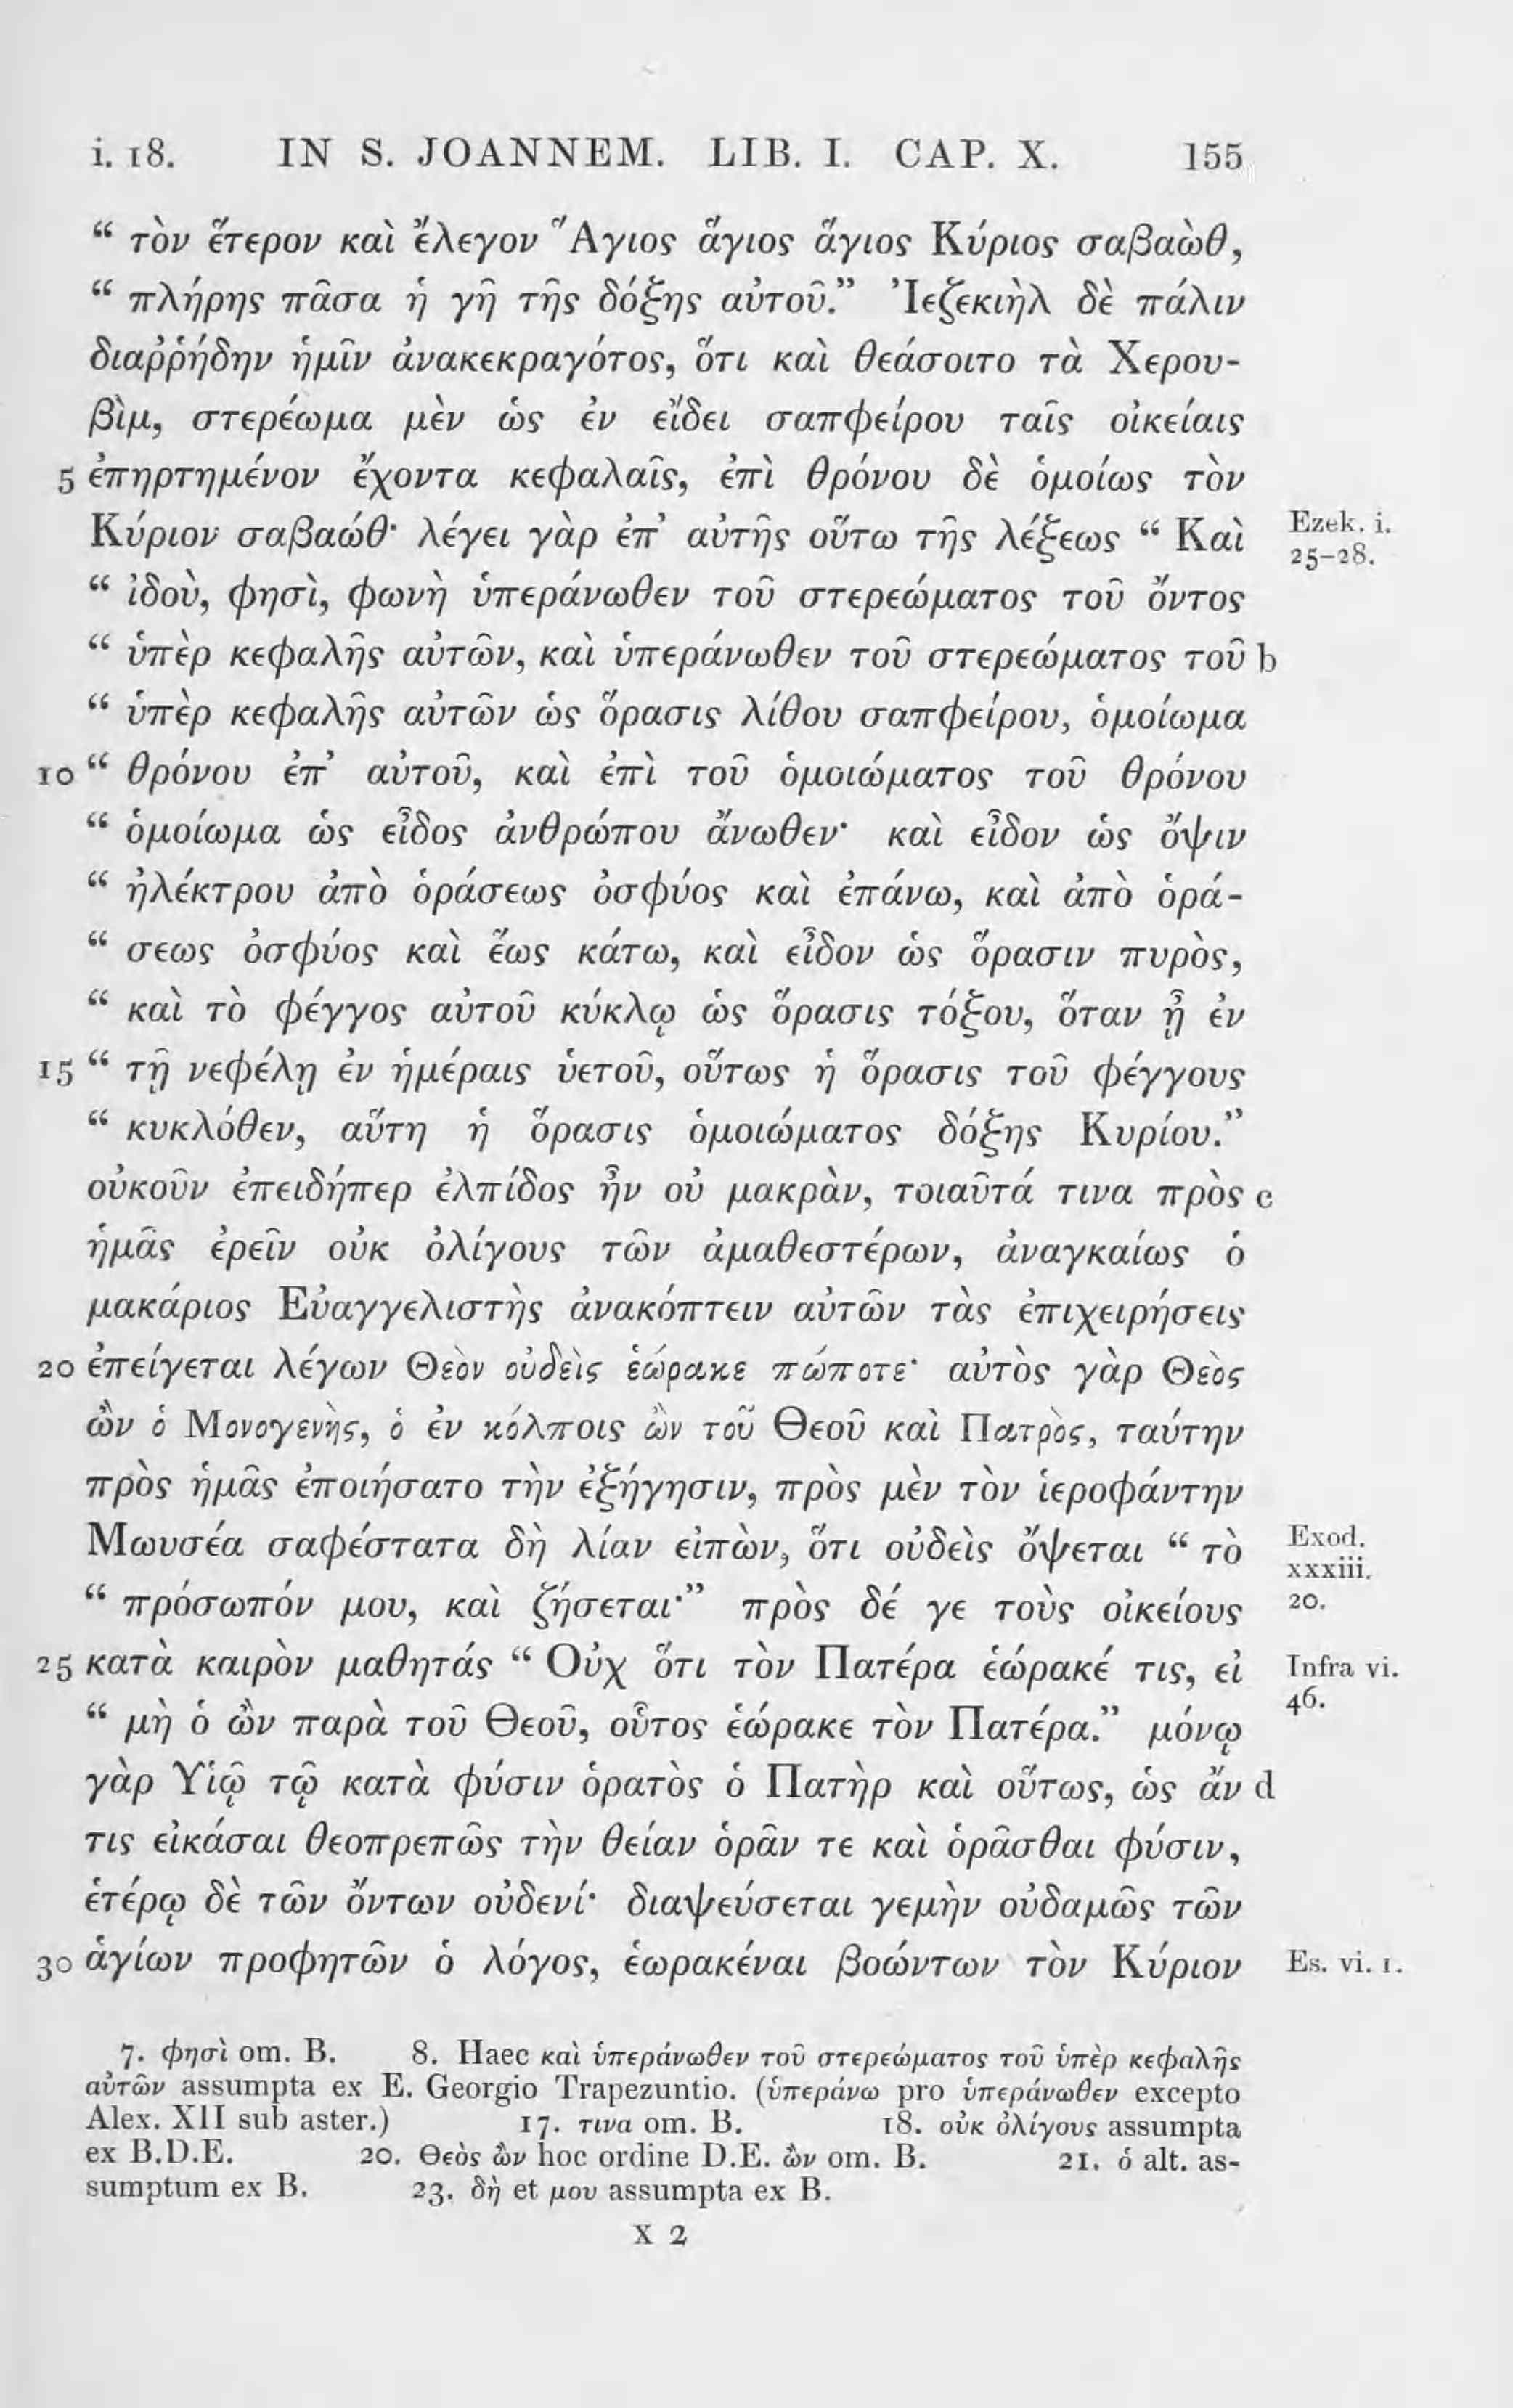 i. 18. IN S. JOANNEM. LIB. I. CAP. X. 155
“ τὸν ἕτερον καὶ ἔλεγον Ἅγιος ἅγιος ἅγιος Κύριος σαβαὼθ,
“ πλήρης πᾶσα ἡ γῆ τῆς δόξης αὐτοῦ.” Ἰεζεκιὴλ δὲ πάλιν
διαῤῥήδην ἡμῖν ἀνακεκραγότος, ὅτι καὶ θεάσοιτο τὰ Χερου-
βὶμ, στερέωμα μὲν ὡς ἐν εἴδει σαπφείρου ταῖς οἰκείαις
5 ἐπηρτημένον ἔχοντα κεφαλαῖς, ἐπὶ θρόνου δὲ ὁμοίως τὸν
Κύριον σαβαώθ· λέγει γὰρ ἐπ’ αὐτῆς οὕτω τῆς λέξεως “ Καὶ Ezek. i. 25–28.
“ ἰδοὺ, φησὶ, φωνὴ ὑπεράνωθεν τοῦ στερεώματος τοῦ ὄντος
“ ὑπὲρ κεφαλῆς αὐτῶν, καὶ ὑπεράνωθεν τοῦ στερεώματος τοῦ b
“ ὑπὲρ κεφαλῆς αὐτῶν ὡς ὅρασις λίθου σαπφείρου, ὁμοίωμα
10 “ θρόνου ἐπ’ αὐτοῦ, καὶ ἐπὶ τοῦ ὁμοιώματος τοῦ θρόνου
“ ὁμοίωμα ὡς εἶδος ἀνθρώπου ἄνωθεν· καὶ εἶδον ὡς ὄψιν
“ ἠλέκτρου ἀπὸ ὁράσεως ὀσφύος καὶ ἐπάνω, καὶ ἀπὸ ὁρά-
“ σεως ὀσφύος καὶ ἕως κάτω, καὶ εἶδον ὡς ὅρασιν πυρὸς,
“ καὶ τὸ φέγγος αὐτοῦ κύκλῳ ὡς ὅρασις τόξου, ὅταν ᾖ ἐν
15 “ τῇ νεφέλῃ ἐν ἡμέραις ὑετοῦ, οὕτως ἡ ὅρασις τοῦ φέγγους
“ κυκλόθεν, αὕτη ἡ ὅρασις ὁμοιώματος δόξης Κυρίου.”
οὐκοῦν ἐπειδήπερ ἐλπίδος ἦν οὐ μακρὰν, τοιαῦτά τινα πρὸς c
ἡμᾶς ἐρεῖν οὐκ ὀλίγους τῶν ἀμαθεστέρων, ἀναγκαίως ὁ
μακάριος Εὐαγγελιστὴς ἀνακόπτειν αὐτῶν τὰς ἐπιχειρήσεις
20 ἐπείγεται λέγων Θεὸν οὐδεὶς ἑώρακε πώποτε· αὐτὸς γὰρ Θεὸς
ὢν ὁ Μονογενὴς, ὁ ἐν κόλποις ὢν τοῦ Θεοῦ καὶ Πατρὸς, ταύτην
πρὸς ἡμᾶς ἐποιήσατο τὴν ἐξήγησιν, πρὸς μὲν τὸν ἱεροφάντην
Μωυσέα σαφέστατα δὴ λίαν εἰπὼν, ὅτι οὐδεὶς ὄψεται “ τὸ Exod. xxxiii. 20.
“ πρόσωπόν μου, καὶ ζήσεται·” πρὸς δέ γε τοὺς οἰκείους
25 κατὰ καιρὸν μαθητάς “ Οὐχ ὅτι τὸν Πατέρα ἑώρακέ τις, εἰ Infra vi. 46.
“ μὴ ὁ ὢν παρὰ τοῦ Θεοῦ, οὗτος ἑώρακε τὸν Πατέρα.” μόνῳ
γὰρ Υἱῷ τῷ κατὰ φύσιν ὁρατὸς ὁ Πατὴρ καὶ οὕτως, ὡς ἄν d
τις εἰκάσαι θεοπρεπῶς τὴν θείαν ὁρᾶν τε καὶ ὁρᾶσθαι φύσιν,
ἑτέρῳ δὲ τῶν ὄντων οὐδενί· διαψεύσεται γεμὴν οὐδαμῶς τῶν
30 ἁγίων προφητῶν ὁ λόγος, ἑωρακέναι βοώντων τὸν Κύριον Es. vi. 1.
7. φησὶ om. B. 8. Haec καὶ ὑπεράνωθεν τοῦ στερεώματος τοῦ ὑπὲρ κεφαλῆς
αὐτῶν assumpta ex E. Georgio Trapezuntio. (ὑπεράνω pro ὑπεράνωθεν excepto
Alex. XII sub aster.) 17. τινα om. B. 18. οὐκ ὀλίγους assumpta
ex B.D.E. 20. Θεὸς ὢν hoc ordine D.E. ὢν om. B. 21. ὁ alt. as-
sumptum ex B. 23. δὴ et μου assumpta ex B.
X 2